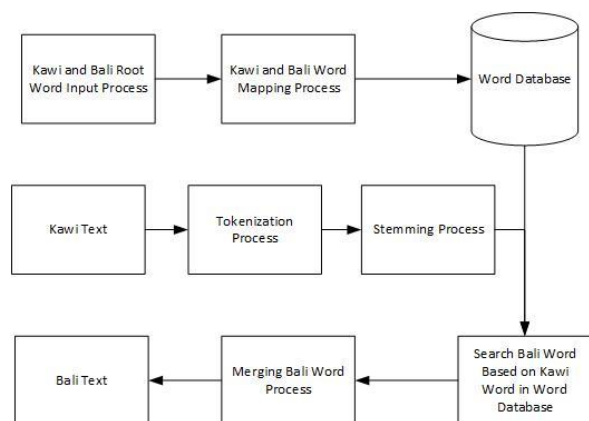 Kawi and Bali Root
Word Input Process
Kawi and Bali Word
Mapping Process
Word Database
Kawi Text
Tokenization
Process
Stemming Process
Bali Text
Merging Bali Word
Process
Search Bali Word
Based on Kawi
Word in Word
Database